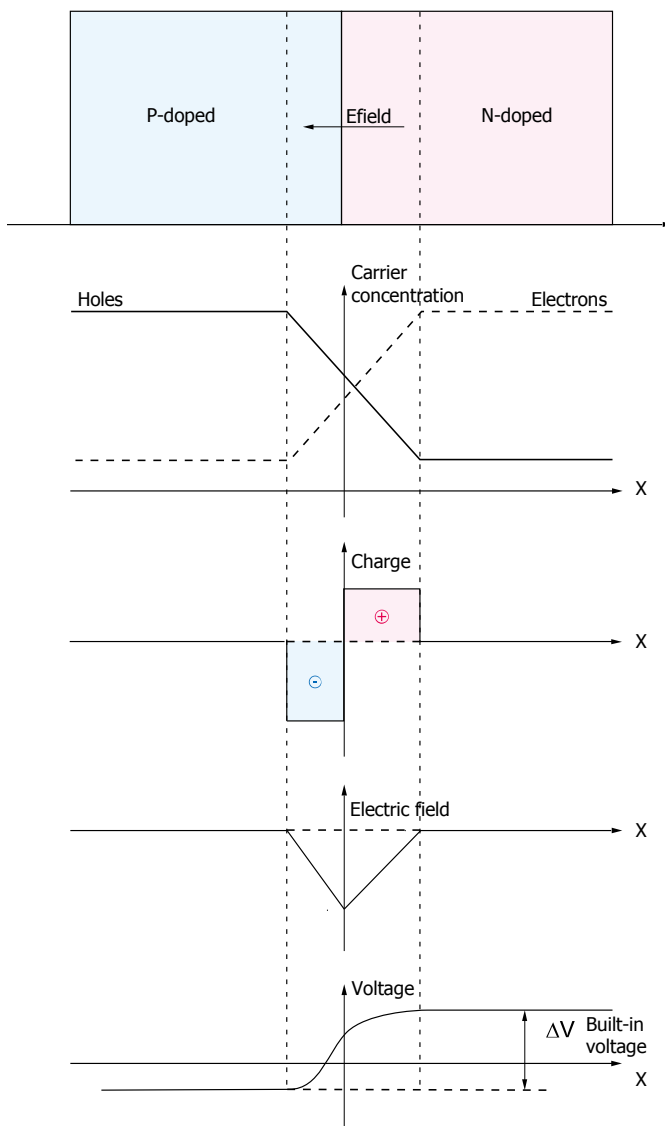 P-doped
Efield
N-doped
Carrier
concentration
Holes
Electrons
X
Charge
+
X
-
Electric field
X
Voltage
ΔV
Built-in
voltage
X